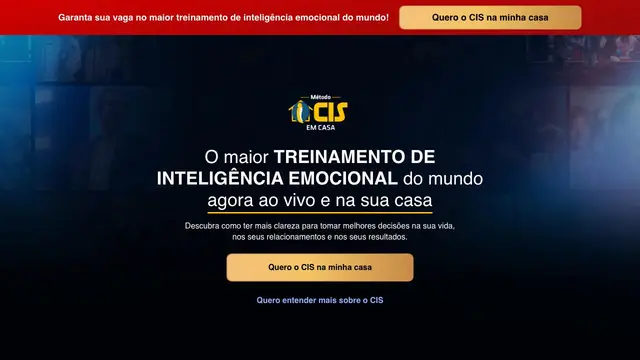 Garanta sua vaga no maior treinamento de inteligência emocional do mundo!
Quero o CIS na minha casa
Método
CIS
EM CASA
O maior TREINAMENTO DE
INTELIGÊNCIA EMOCIONAL do mundo
agora ao vivo e na sua casa
Descubra como ter mais clareza para tomar melhores decisões na sua vida,
nos seus relacionamentos e nos seus resultados.
Quero o CIS na minha casa
Quero entender mais sobre o CIS